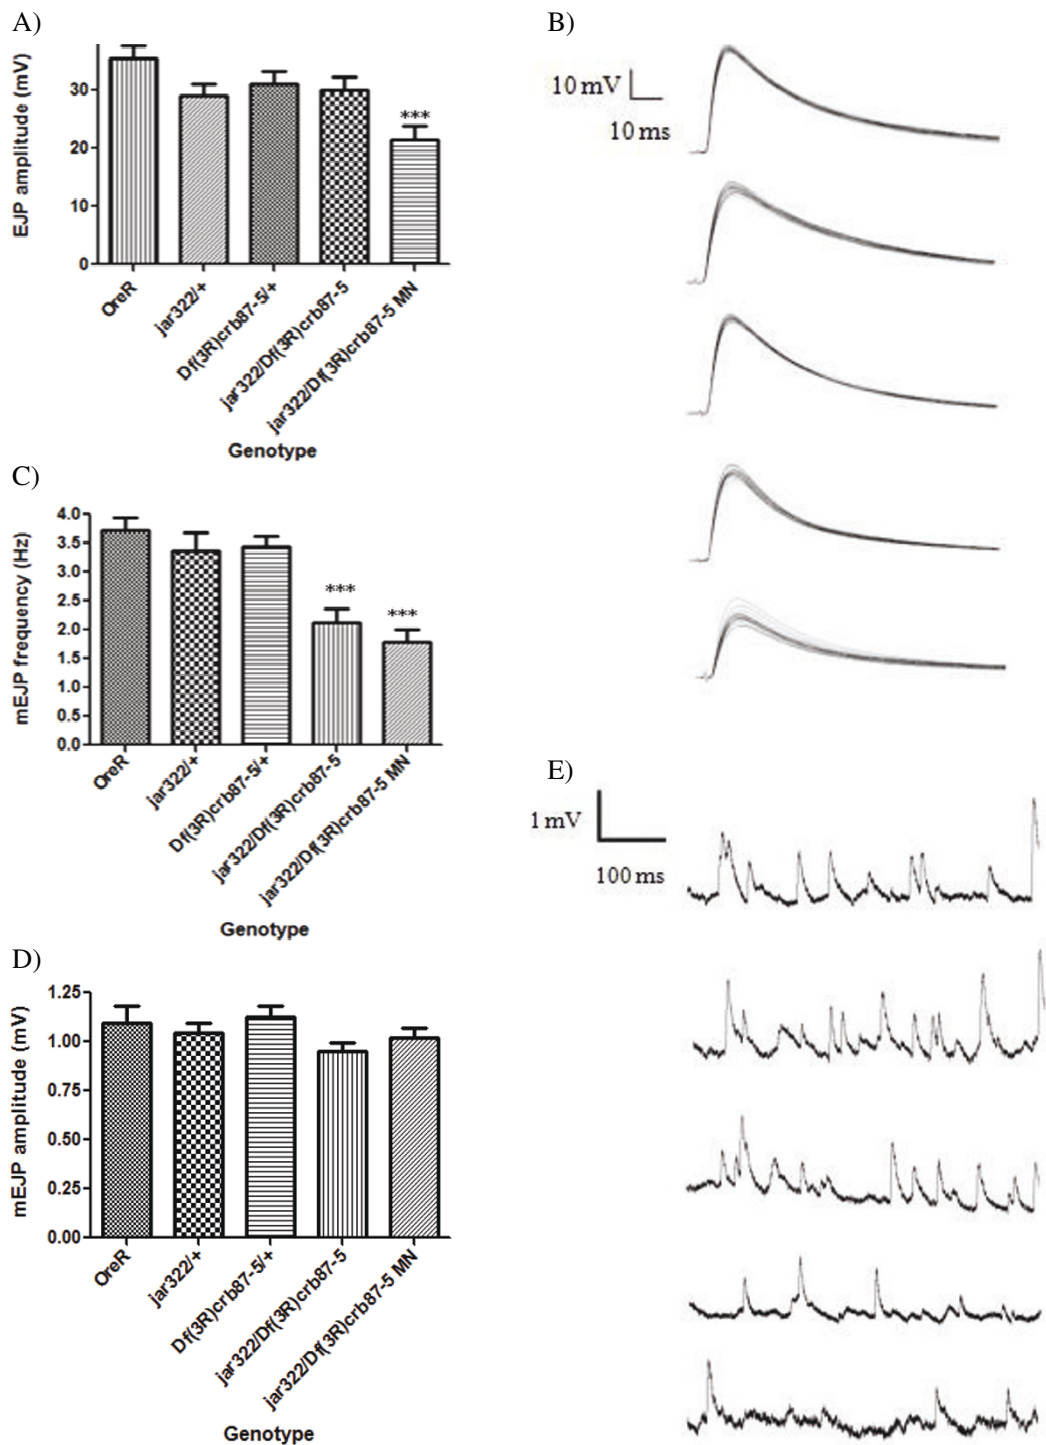 A)
EJP amplitude (mV)
30
20
10
0
***
OreR
jar322/+
Df(3R)crb87-5/+
jar322/Df(3R)crb87-5
jar322/Df(3R)crb87-5 MN
Genotype
B)
10 mV
10 ms
C)
mEJP frequency (Hz)
4.0
3.5
3.0
2.5
2.0
1.5
1.0
0.5
0.0
***
***
OreR
jar322/+
Df(3R)crb87-5/+
jar322/Df(3R)crb87-5
jar322/Df(3R)crb87-5 MN
Genotype
D)
mEJP amplitude (mV)
1.25
1.00
0.75
0.50
0.25
0.00
OreR
jar322/+
Df(3R)crb87-5/+
jar322/Df(3R)crb87-5
jar322/Df(3R)crb87-5 MN
Genotype
E)
1 mV
100 ms